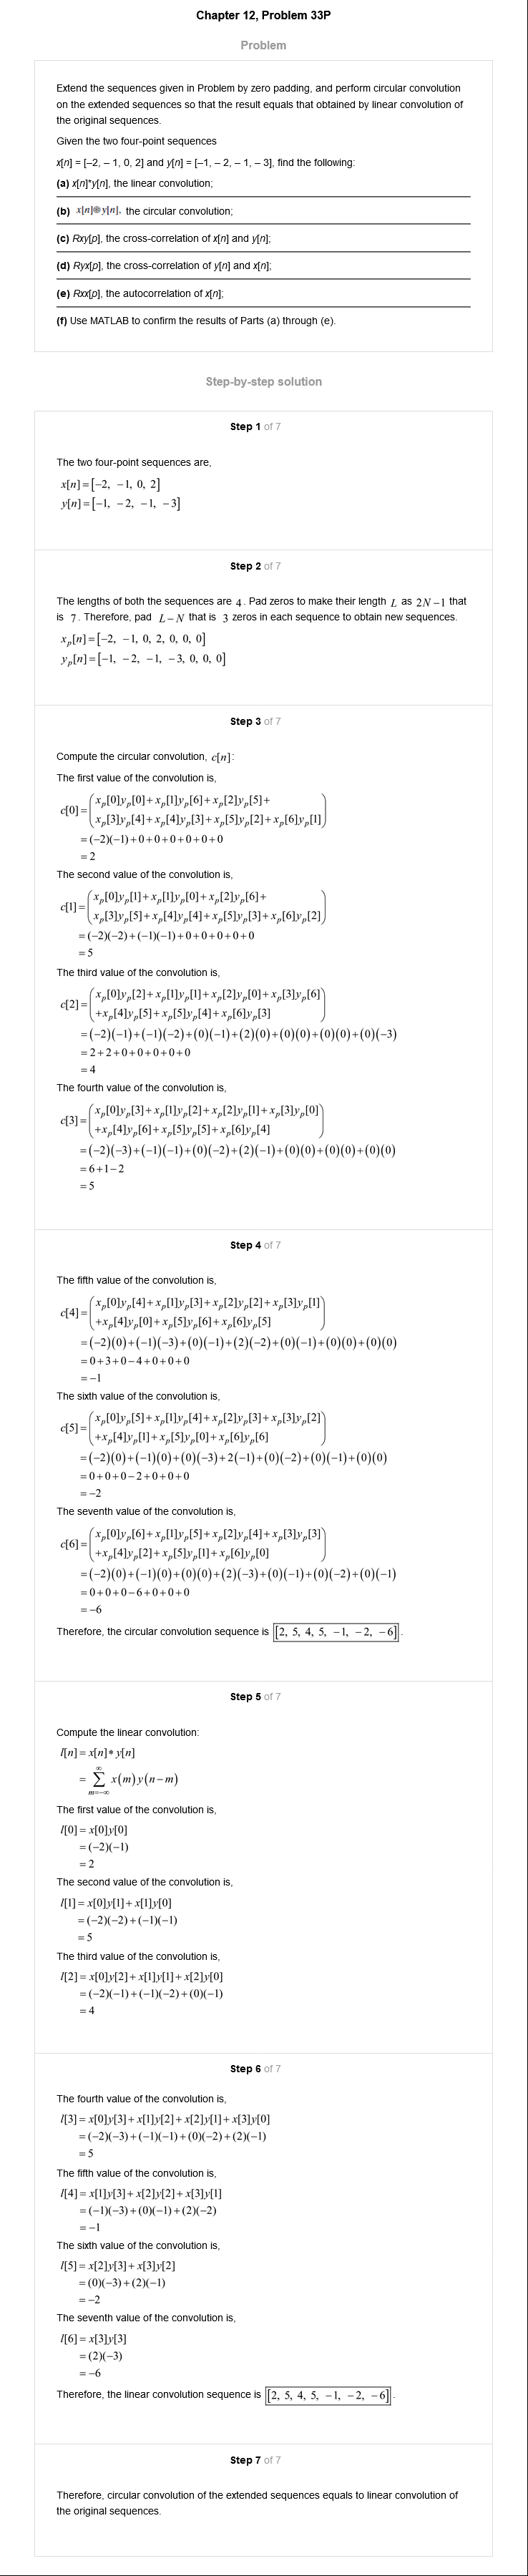 Chapter 12, Problem 33P
Problem
Extend the sequences given in Problem by zero padding, and perform circular convolution
on the extended sequences so that the result equals that obtained by linear convolution of
the original sequences.
Given the two four-point sequences
x[n] = [–2, – 1, 0, 2] and y[n] = [–1, – 2, – 1, – 3], find the following:
(a) x[n]*y[n], the linear convolution;
(b) x[n]⊛y[n], the circular convolution;
(c) Rxy[p], the cross-correlation of x[n] and y[n];
(d) Ryx[p], the cross-correlation of y[n] and x[n];
(e) Rxx[p], the autocorrelation of x[n];
(f) Use MATLAB to confirm the results of Parts (a) through (e).
Step-by-step solution
Step 1 of 7
The two four-point sequences are,
x[n]=[−2, −1, 0, 2]
y[n]=[−1, −2, −1, −3]
Step 2 of 7
The lengths of both the sequences are 4. Pad zeros to make their length L as 2N−1 that
is 7. Therefore, pad L−N that is 3 zeros in each sequence to obtain new sequences.
x_p[n]=[−2, −1, 0, 2, 0, 0, 0]
y_p[n]=[−1, −2, −1, −3, 0, 0, 0]
Step 3 of 7
Compute the circular convolution, c[n]:
The first value of the convolution is,
c[0]=(x_p[0]y_p[0]+x_p[1]y_p[6]+x_p[2]y_p[5]+
x_p[3]y_p[4]+x_p[4]y_p[3]+x_p[5]y_p[2]+x_p[6]y_p[1])
=(−2)(−1)+0+0+0+0+0+0
=2
The second value of the convolution is,
c[1]=(x_p[0]y_p[1]+x_p[1]y_p[0]+x_p[2]y_p[6]+
x_p[3]y_p[5]+x_p[4]y_p[4]+x_p[5]y_p[3]+x_p[6]y_p[2])
=(−2)(−2)+(−1)(−1)+0+0+0+0+0
=5
The third value of the convolution is,
c[2]=(x_p[0]y_p[2]+x_p[1]y_p[1]+x_p[2]y_p[0]+x_p[3]y_p[6]
+x_p[4]y_p[5]+x_p[5]y_p[4]+x_p[6]y_p[3])
=(−2)(−1)+(−1)(−2)+(0)(−1)+(2)(0)+(0)(0)+(0)(0)+(0)(−3)
=2+2+0+0+0+0+0
=4
The fourth value of the convolution is,
c[3]=(x_p[0]y_p[3]+x_p[1]y_p[2]+x_p[2]y_p[1]+x_p[3]y_p[0]
+x_p[4]y_p[6]+x_p[5]y_p[5]+x_p[6]y_p[4])
=(−2)(−3)+(−1)(−1)+(0)(−2)+(2)(−1)+(0)(0)+(0)(0)+(0)(0)
=6+1−2
=5
Step 4 of 7
The fifth value of the convolution is,
c[4]=(x_p[0]y_p[4]+x_p[1]y_p[3]+x_p[2]y_p[2]+x_p[3]y_p[1]
+x_p[4]y_p[0]+x_p[5]y_p[6]+x_p[6]y_p[5])
=(−2)(0)+(−1)(−3)+(0)(−1)+(2)(−2)+(0)(−1)+(0)(0)+(0)(0)
=0+3+0−4+0+0+0
=−1
The sixth value of the convolution is,
c[5]=(x_p[0]y_p[5]+x_p[1]y_p[4]+x_p[2]y_p[3]+x_p[3]y_p[2]
+x_p[4]y_p[1]+x_p[5]y_p[0]+x_p[6]y_p[6])
=(−2)(0)+(−1)(0)+(0)(−3)+2(−1)+(0)(−2)+(0)(−1)+(0)(0)
=0+0+0−2+0+0+0
=−2
The seventh value of the convolution is,
c[6]=(x_p[0]y_p[6]+x_p[1]y_p[5]+x_p[2]y_p[4]+x_p[3]y_p[3]
+x_p[4]y_p[2]+x_p[5]y_p[1]+x_p[6]y_p[0])
=(−2)(0)+(−1)(0)+(0)(0)+(2)(−3)+(0)(−1)+(0)(−2)+(0)(−1)
=0+0+0−6+0+0+0
=−6
Therefore, the circular convolution sequence is [2, 5, 4, 5, −1, −2, −6].
Step 5 of 7
Compute the linear convolution:
l[n]=x[n]*y[n]
=∑_{m=−∞}^{∞} x(m)y(n−m)
The first value of the convolution is,
l[0]=x[0]y[0]
=(−2)(−1)
=2
The second value of the convolution is,
l[1]=x[0]y[1]+x[1]y[0]
=(−2)(−2)+(−1)(−1)
=5
The third value of the convolution is,
l[2]=x[0]y[2]+x[1]y[1]+x[2]y[0]
=(−2)(−1)+(−1)(−2)+(0)(−1)
=4
Step 6 of 7
The fourth value of the convolution is,
l[3]=x[0]y[3]+x[1]y[2]+x[2]y[1]+x[3]y[0]
=(−2)(−3)+(−1)(−1)+(0)(−2)+(2)(−1)
=5
The fifth value of the convolution is,
l[4]=x[1]y[3]+x[2]y[2]+x[3]y[1]
=(−1)(−3)+(0)(−1)+(2)(−2)
=−1
The sixth value of the convolution is,
l[5]=x[2]y[3]+x[3]y[2]
=(0)(−3)+(2)(−1)
=−2
The seventh value of the convolution is,
l[6]=x[3]y[3]
=(2)(−3)
=−6
Therefore, the linear convolution sequence is [2, 5, 4, 5, −1, −2, −6].
Step 7 of 7
Therefore, circular convolution of the extended sequences equals to linear convolution of
the original sequences.